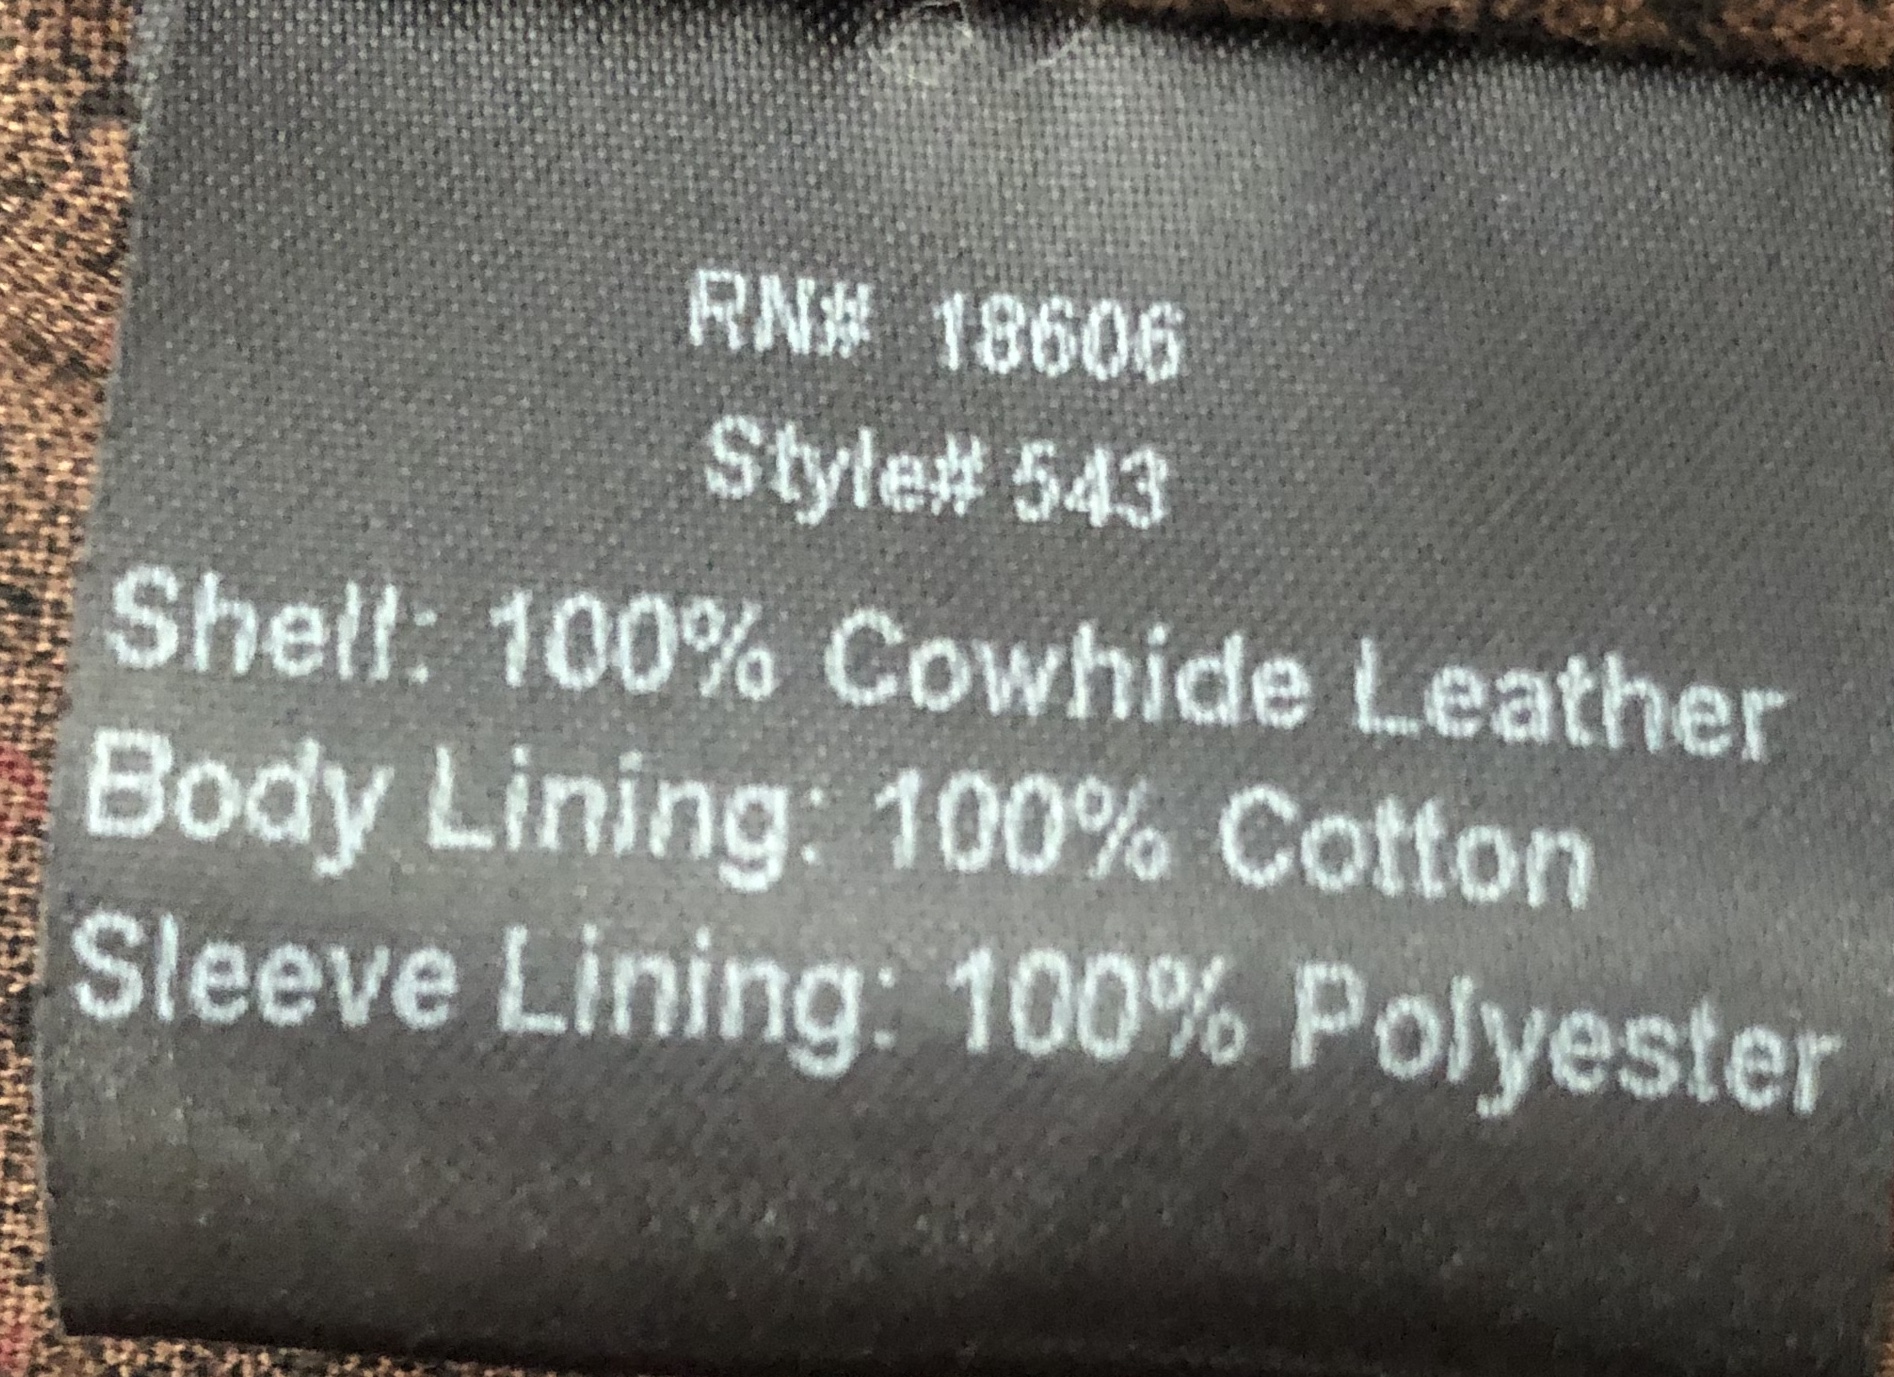 RN# 18606
Style# 543
Shell: 100% Cowhide Leather
Body Lining: 100% Cotton
Sleeve Lining: 100% Polyester